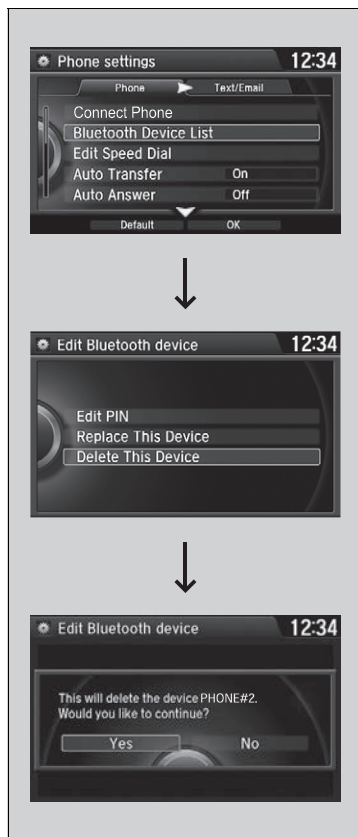 Phone settings 12:34
Phone Text/Email
Connect Phone
Bluetooth Device List
Edit Speed Dial
Auto Transfer On
Auto Answer Off
Default OK
Edit Bluetooth device 12:34
Edit PIN
Replace This Device
Delete This Device
Edit Bluetooth device 12:34
This will delete the device PHONE#2.
Would you like to continue?
Yes No